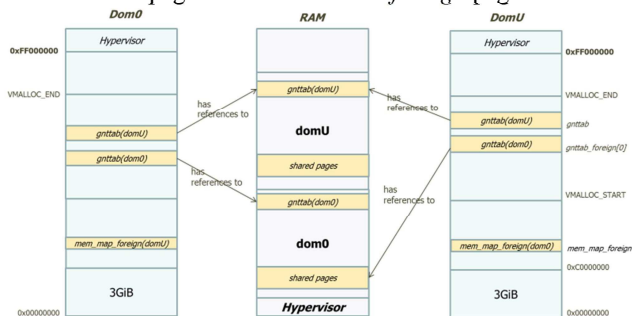 Dom0
RAM
DomU
Hypervisor
Hypervisor
0xFF000000
0xFF000000
VMALLOC_END
gnttab(domU)
has
references to
has
references to
VMALLOC_END
gnttab(domU)
domU
gnttab(domU)
gnttab
gnttab(dom0)
gnttab(dom0)
gnttab_foreign[0]
shared pages
has
references to
has
references to
VMALLOC_START
gnttab(dom0)
mem_map_foreign(domU)
dom0
mem_map_foreign(dom0)
mem_map_foreign
0xC0000000
shared pages
3GiB
3GiB
Hypervisor
0x00000000
0x00000000